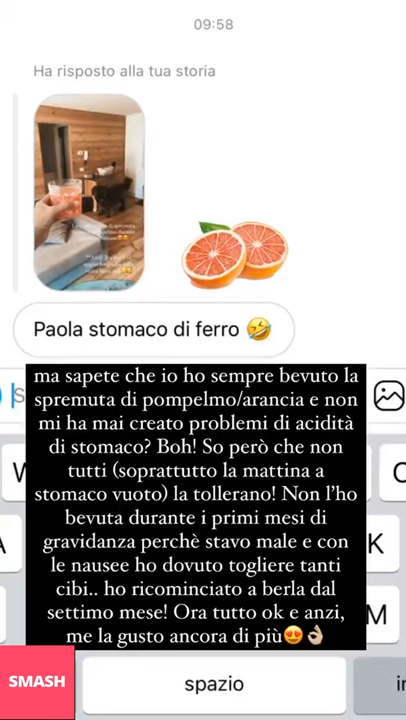 09:58
Ha risposto alla tua storia
Paola stomaco di ferro 🤣
ma sapete che io ho sempre bevuto la
spremuta di pompelmo/arancia e non
mi ha mai creato problemi di acidità
di stomaco? Boh! So però che non
tutti (soprattutto la mattina a
stomaco vuoto) la tollerano! Non l’ho
bevuta durante i primi mesi di
gravidanza perchè stavo male e con
le nausee ho dovuto togliere tanti
cibi.. ho ricominciato a berla dal
settimo mese! Ora tutto ok e anzi,
me la gusto ancora di più😍👌🏼
K
M
SMASH
spazio